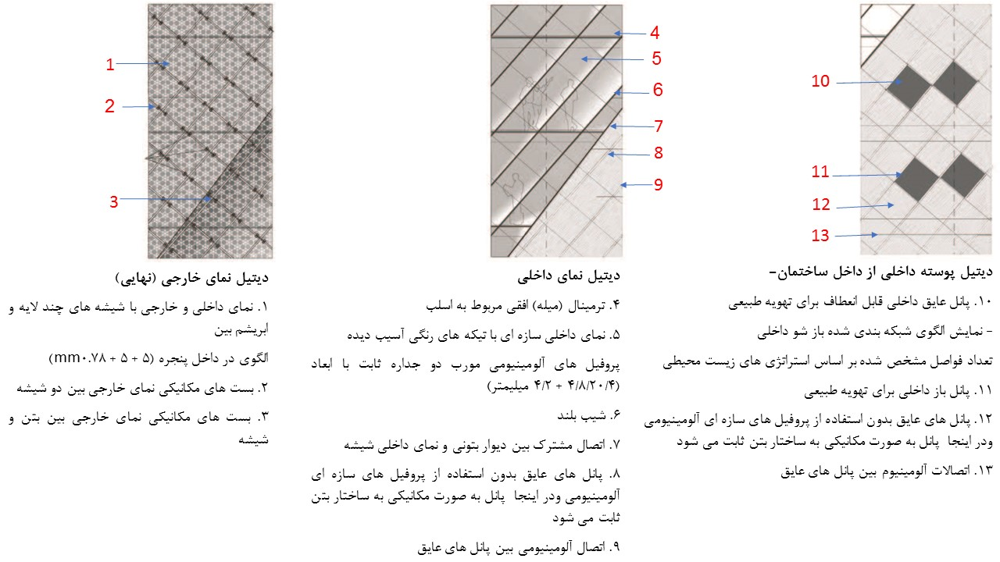 1
2
3
4
5
6
7
8
9
10
11
12
13
دیتیل نمای خارجی (نهایی)
۱. نمای داخلی و خارجی با شیشه های چند لایه و
ابریشم بین
الگوی در داخل پنجره (۵ + ۵ + ۰.۷۸mm)
۲. بست های مکانیکی نمای خارجی بین دو شیشه
۳. بست های مکانیکی نمای خارجی بین بتن و
شیشه
دیتیل نمای داخلی
۴. ترمینال (میله) افقی مربوط به اسلب
۵. نمای داخلی سازه ای با تیکه های رنگی آسیب دیده
پروفیل های آلومینیومی مورب دو جداره ثابت با ابعاد
(۴/۸/۲۰/۴ + ۴/۲ میلیمتر)
۶. شیب بلند
۷. اتصال مشترک بین دیوار بتونی و نمای داخلی شیشه
۸. پانل های عایق بدون استفاده از پروفیل های سازه ای
آلومینیومی ودر اینجا پانل به صورت مکانیکی به ساختار بتن
ثابت می شود
۹. اتصال آلومینیومی بین پانل های عایق
دیتیل پوسته داخلی از داخل ساختمان-
۱۰. پانل عایق داخلی قابل انعطاف برای تهویه طبیعی
- نمایش الگوی شبکه بندی شده باز شو داخلی
تعداد فواصل مشخص شده بر اساس استراتژی های زیست محیطی
۱۱. پانل باز داخلی برای تهویه طبیعی
۱۲. پانل های عایق بدون استفاده از پروفیل های سازه ای آلومینیومی
ودر اینجا پانل به صورت مکانیکی به ساختار بتن ثابت می شود
۱۳. اتصالات آلومینیوم بین پانل های عایق